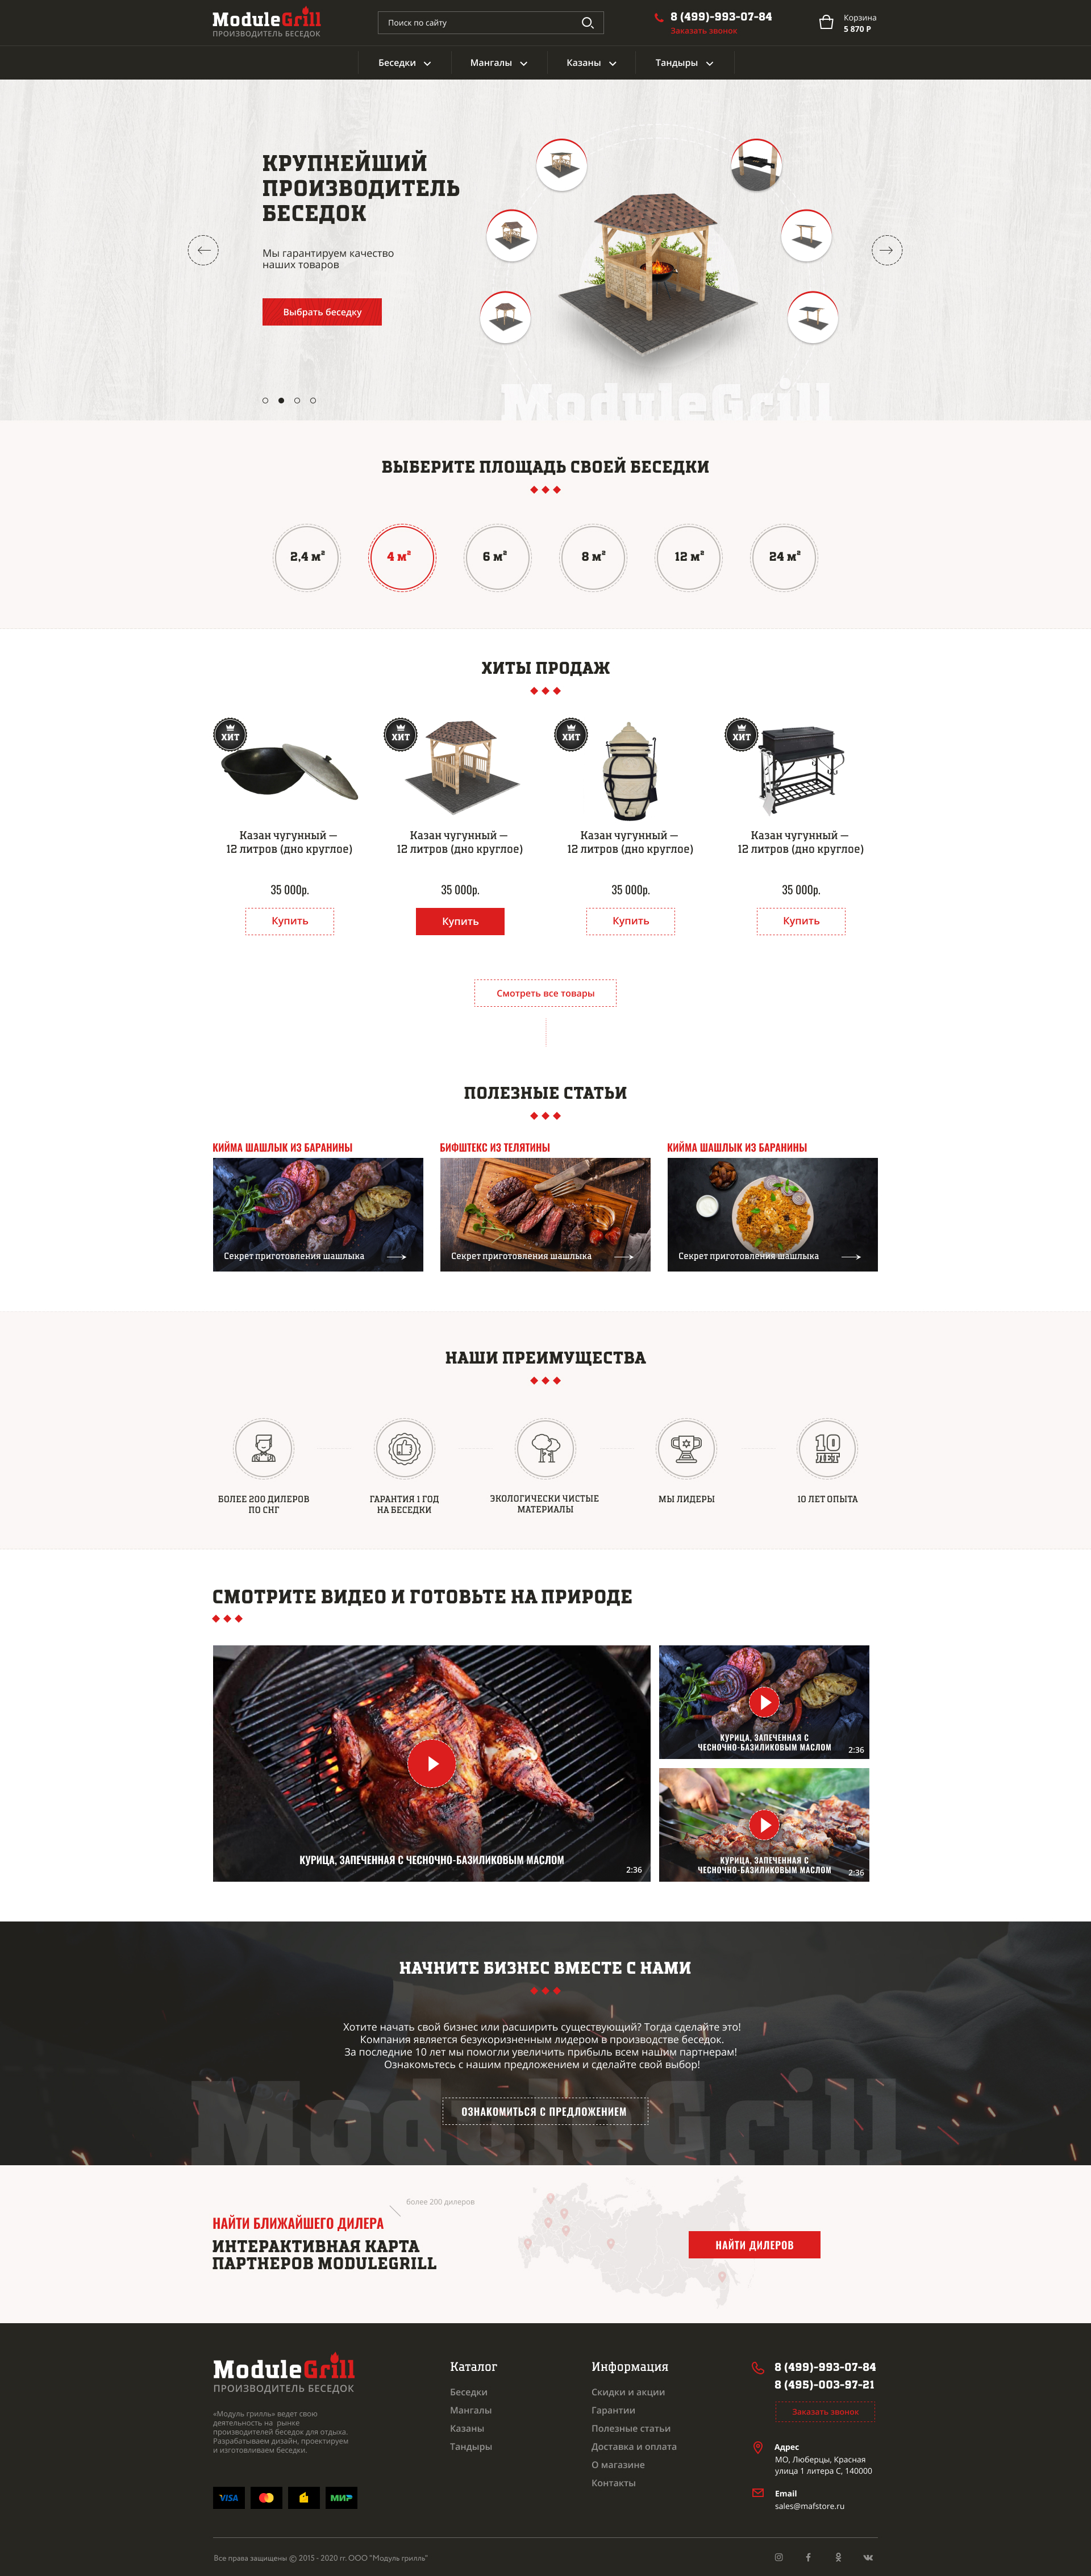 ModuleGrill
ПРОИЗВОДИТЕЛЬ БЕСЕДОК
Поиск по сайту
8 (499)-993-07-84
Заказать звонок
Корзина
5 870 Р
Беседки
Мангалы
Казаны
Тандыры
КРУПНЕЙШИЙ
ПРОИЗВОДИТЕЛЬ
БЕСЕДОК
Мы гарантируем качество
наших товаров
Выбрать беседку
ModuleGrill
ВЫБЕРИТЕ ПЛОЩАДЬ СВОЕЙ БЕСЕДКИ
2,4 м²
4 м²
6 м²
8 м²
12 м²
24 м²
ХИТЫ ПРОДАЖ
ХИТ
ХИТ
ХИТ
ХИТ
Казан чугунный —
12 литров (дно круглое)
Казан чугунный —
12 литров (дно круглое)
Казан чугунный —
12 литров (дно круглое)
Казан чугунный —
12 литров (дно круглое)
35 000р.
35 000р.
35 000р.
35 000р.
Купить
Купить
Купить
Купить
Смотреть все товары
ПОЛЕЗНЫЕ СТАТЬИ
КИЙМА ШАШЛЫК ИЗ БАРАНИНЫ
БИФШТЕКС ИЗ ТЕЛЯТИНЫ
КИЙМА ШАШЛЫК ИЗ БАРАНИНЫ
Секрет приготовления шашлыка
Секрет приготовления шашлыка
Секрет приготовления шашлыка
НАШИ ПРЕИМУЩЕСТВА
10
ЛЕТ
БОЛЕЕ 200 ДИЛЕРОВ
ПО СНГ
ГАРАНТИЯ 1 ГОД
НА БЕСЕДКИ
ЭКОЛОГИЧЕСКИ ЧИСТЫЕ
МАТЕРИАЛЫ
МЫ ЛИДЕРЫ
10 ЛЕТ ОПЫТА
СМОТРИТЕ ВИДЕО И ГОТОВЬТЕ НА ПРИРОДЕ
КУРИЦА, ЗАПЕЧЕННАЯ С ЧЕСНОЧНО-БАЗИЛИКОВЫМ МАСЛОМ
2:36
КУРИЦА, ЗАПЕЧЕННАЯ С
ЧЕСНОЧНО-БАЗИЛИКОВЫМ МАСЛОМ
2:36
КУРИЦА, ЗАПЕЧЕННАЯ С
ЧЕСНОЧНО-БАЗИЛИКОВЫМ МАСЛОМ
2:36
НАЧНИТЕ БИЗНЕС ВМЕСТЕ С НАМИ
Хотите начать свой бизнес или расширить существующий? Тогда сделайте это!
Компания является безукоризненным лидером в производстве беседок.
За последние 10 лет мы помогли увеличить прибыль всем нашим партнерам!
Ознакомьтесь с нашим предложением и сделайте свой выбор!
ModuleGrill
ОЗНАКОМИТЬСЯ С ПРЕДЛОЖЕНИЕМ
более 200 дилеров
НАЙТИ БЛИЖАЙШЕГО ДИЛЕРА
ИНТЕРАКТИВНАЯ КАРТА
ПАРТНЕРОВ MODULEGRILL
НАЙТИ ДИЛЕРОВ
ModuleGrill
ПРОИЗВОДИТЕЛЬ БЕСЕДОК
«Модуль грилль» ведет свою
деятельность на рынке
производителей беседок для отдыха.
Разрабатываем дизайн, проектируем
и изготовливаем беседки.
VISA
МИР
Каталог
Беседки
Мангалы
Казаны
Тандыры
Информация
Скидки и акции
Гарантии
Полезные статьи
Доставка и оплата
О магазине
Контакты
8 (499)-993-07-84
8 (495)-003-97-21
Заказать звонок
Адрес
МО, Люберцы, Красная
улица 1 литера С, 140000
Email
sales@mafstore.ru
Все права защищены © 2015 - 2020 гг. ООО "Модуль грилль"